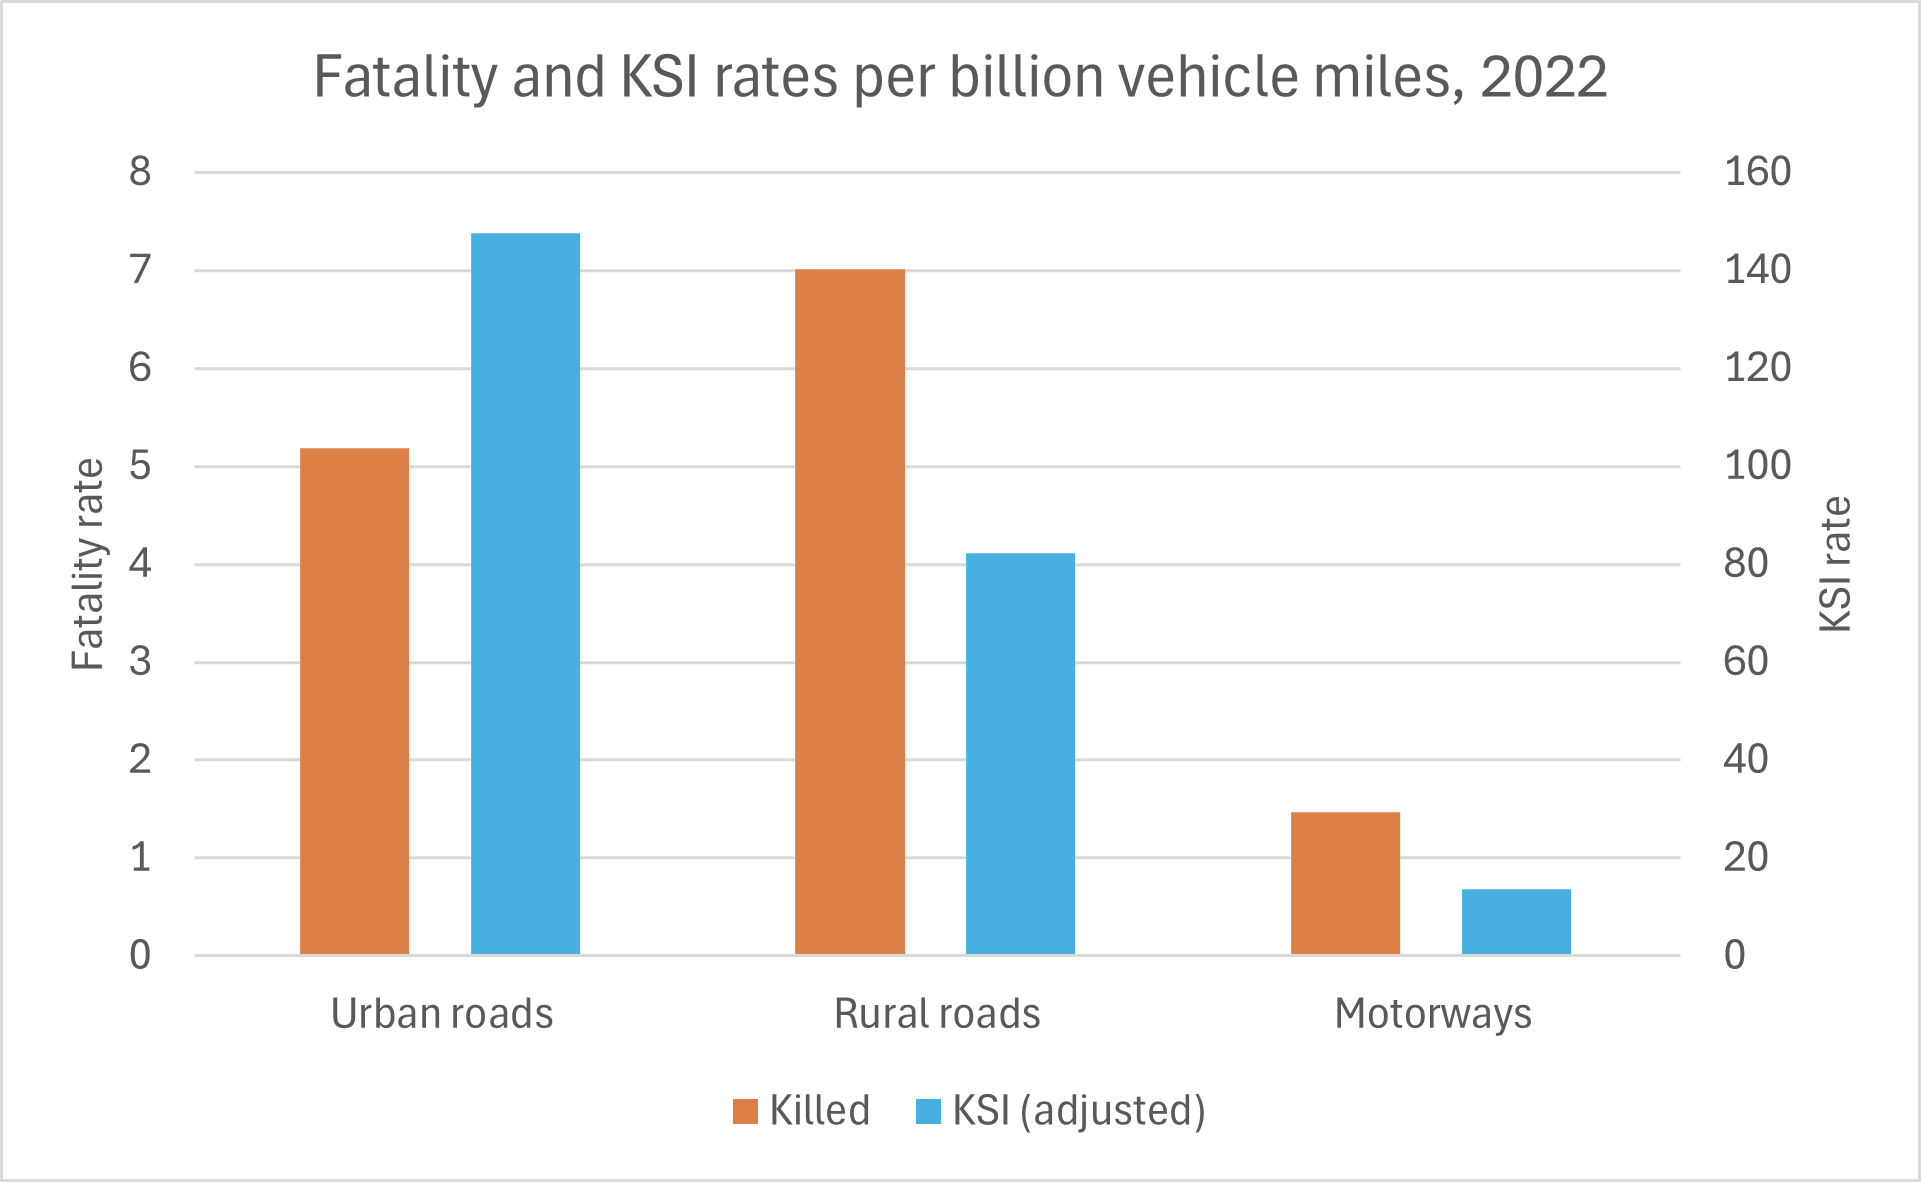 Fatality and KSI rates per billion vehicle miles, 2022
8
7
6
5
4
3
2
1
0
Fatality rate
160
140
120
100
80
60
40
20
0
KSI rate
Urban roads
Rural roads
Motorways
Killed
KSI (adjusted)